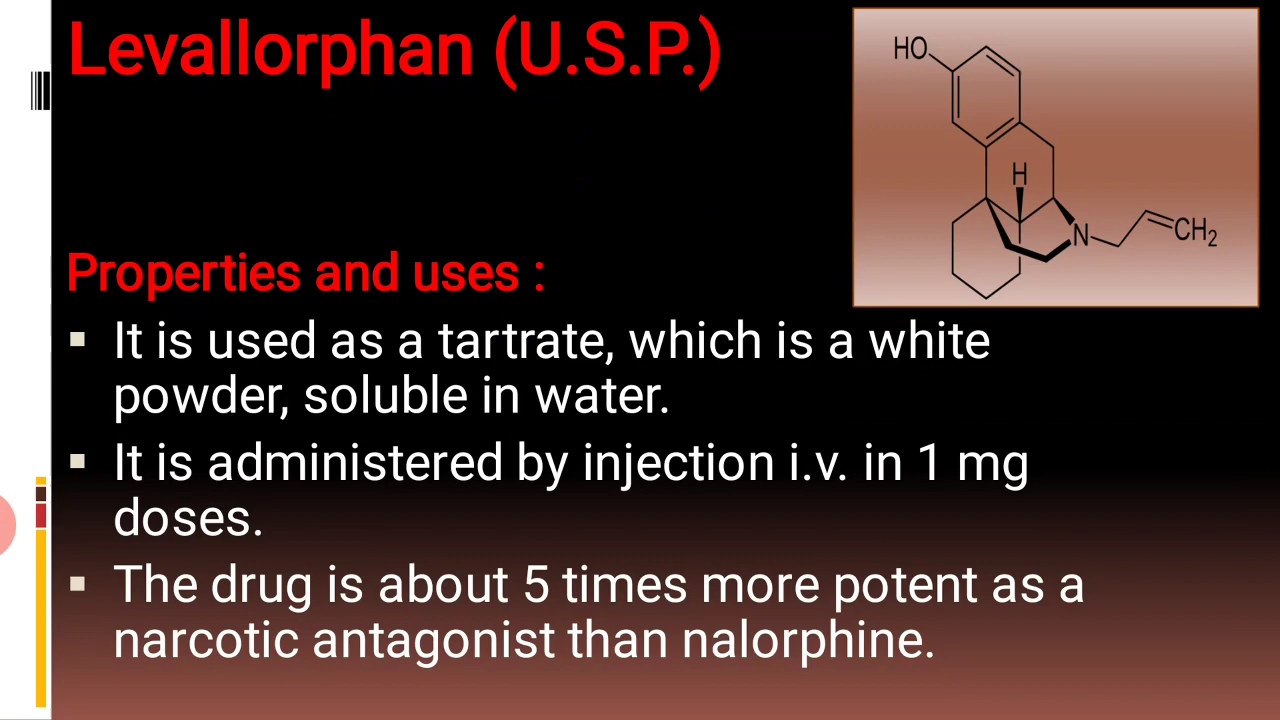 Levallorphan (U.S.P.)
HO
H
N
CH2
Properties and uses :
It is used as a tartrate, which is a white
powder, soluble in water.
It is administered by injection i.v. in 1 mg
doses.
The drug is about 5 times more potent as a
narcotic antagonist than nalorphine.